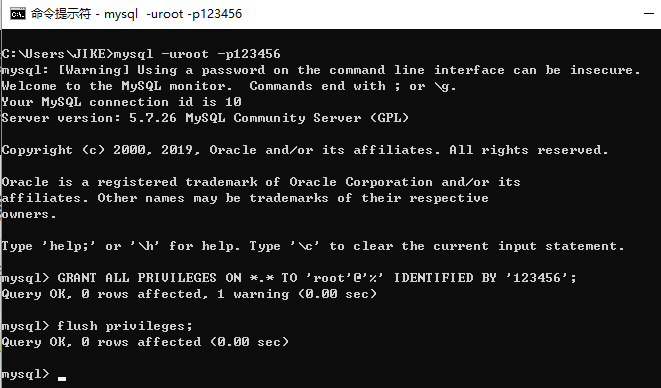 命令提示符 - mysql  -uroot -p123456
C:\Users\JIKE>mysql -uroot -p123456
mysql: [Warning] Using a password on the command line interface can be insecure.
Welcome to the MySQL monitor.  Commands end with ; or \g.
Your MySQL connection id is 10
Server version: 5.7.26 MySQL Community Server (GPL)
Copyright (c) 2000, 2019, Oracle and/or its affiliates. All rights reserved.
Oracle is a registered trademark of Oracle Corporation and/or its
affiliates. Other names may be trademarks of their respective
owners.
Type 'help;' or '\h' for help. Type '\c' to clear the current input statement.
mysql> GRANT ALL PRIVILEGES ON *.* TO 'root'@'%' IDENTIFIED BY '123456';
Query OK, 0 rows affected, 1 warning (0.00 sec)
mysql> flush privileges;
Query OK, 0 rows affected (0.00 sec)
mysql>